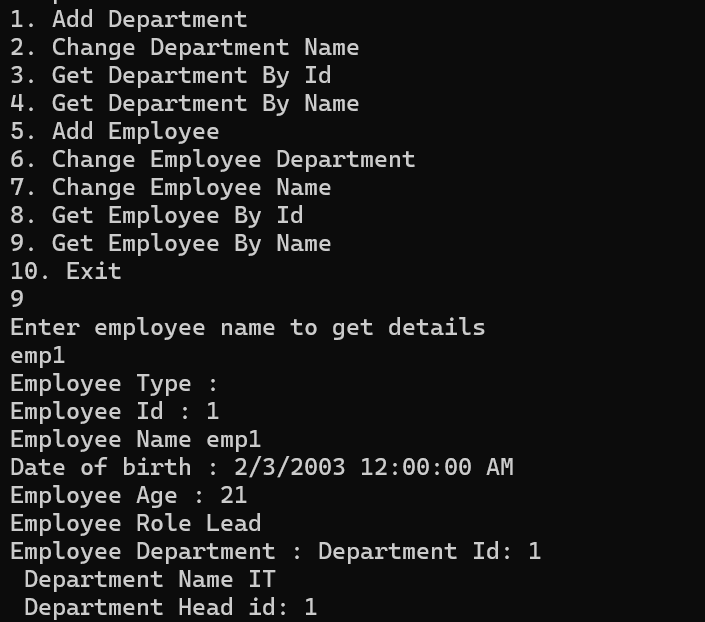 1. Add Department
2. Change Department Name
3. Get Department By Id
4. Get Department By Name
5. Add Employee
6. Change Employee Department
7. Change Employee Name
8. Get Employee By Id
9. Get Employee By Name
10. Exit
9
Enter employee name to get details
emp1
Employee Type :
Employee Id : 1
Employee Name emp1
Date of birth : 2/3/2003 12:00:00 AM
Employee Age : 21
Employee Role Lead
Employee Department : Department Id: 1
 Department Name IT
 Department Head id: 1